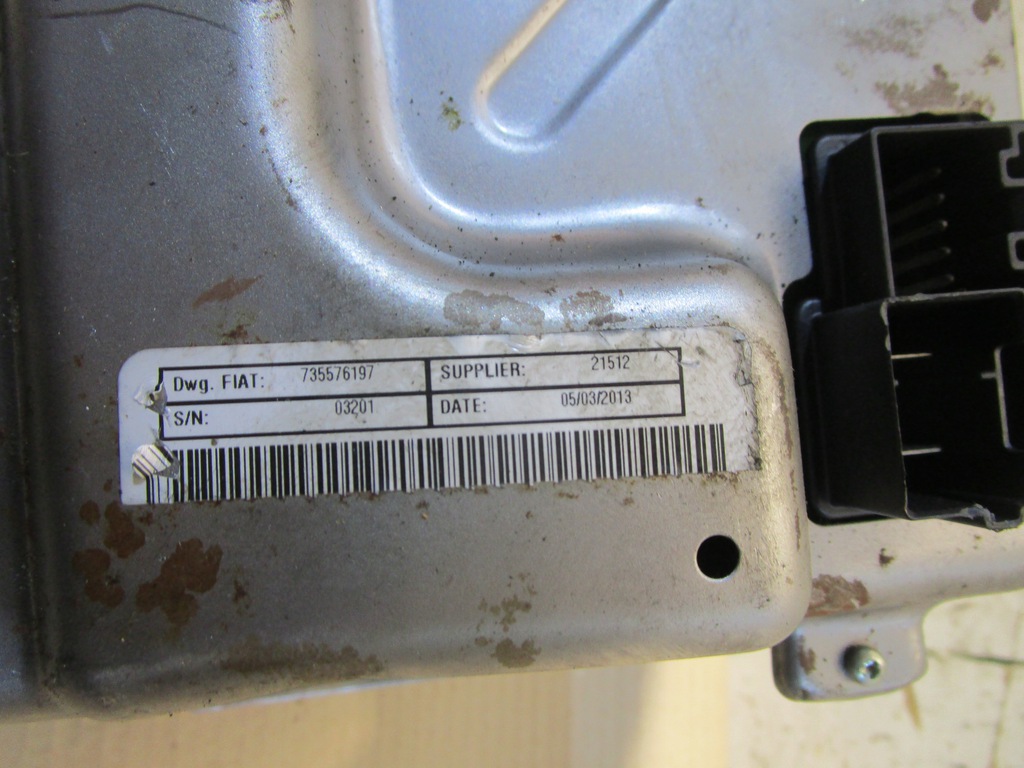 Dwg. FIAT: 735576197 SUPPLIER: 21512
S/N: 03201 DATE: 05/03/2013